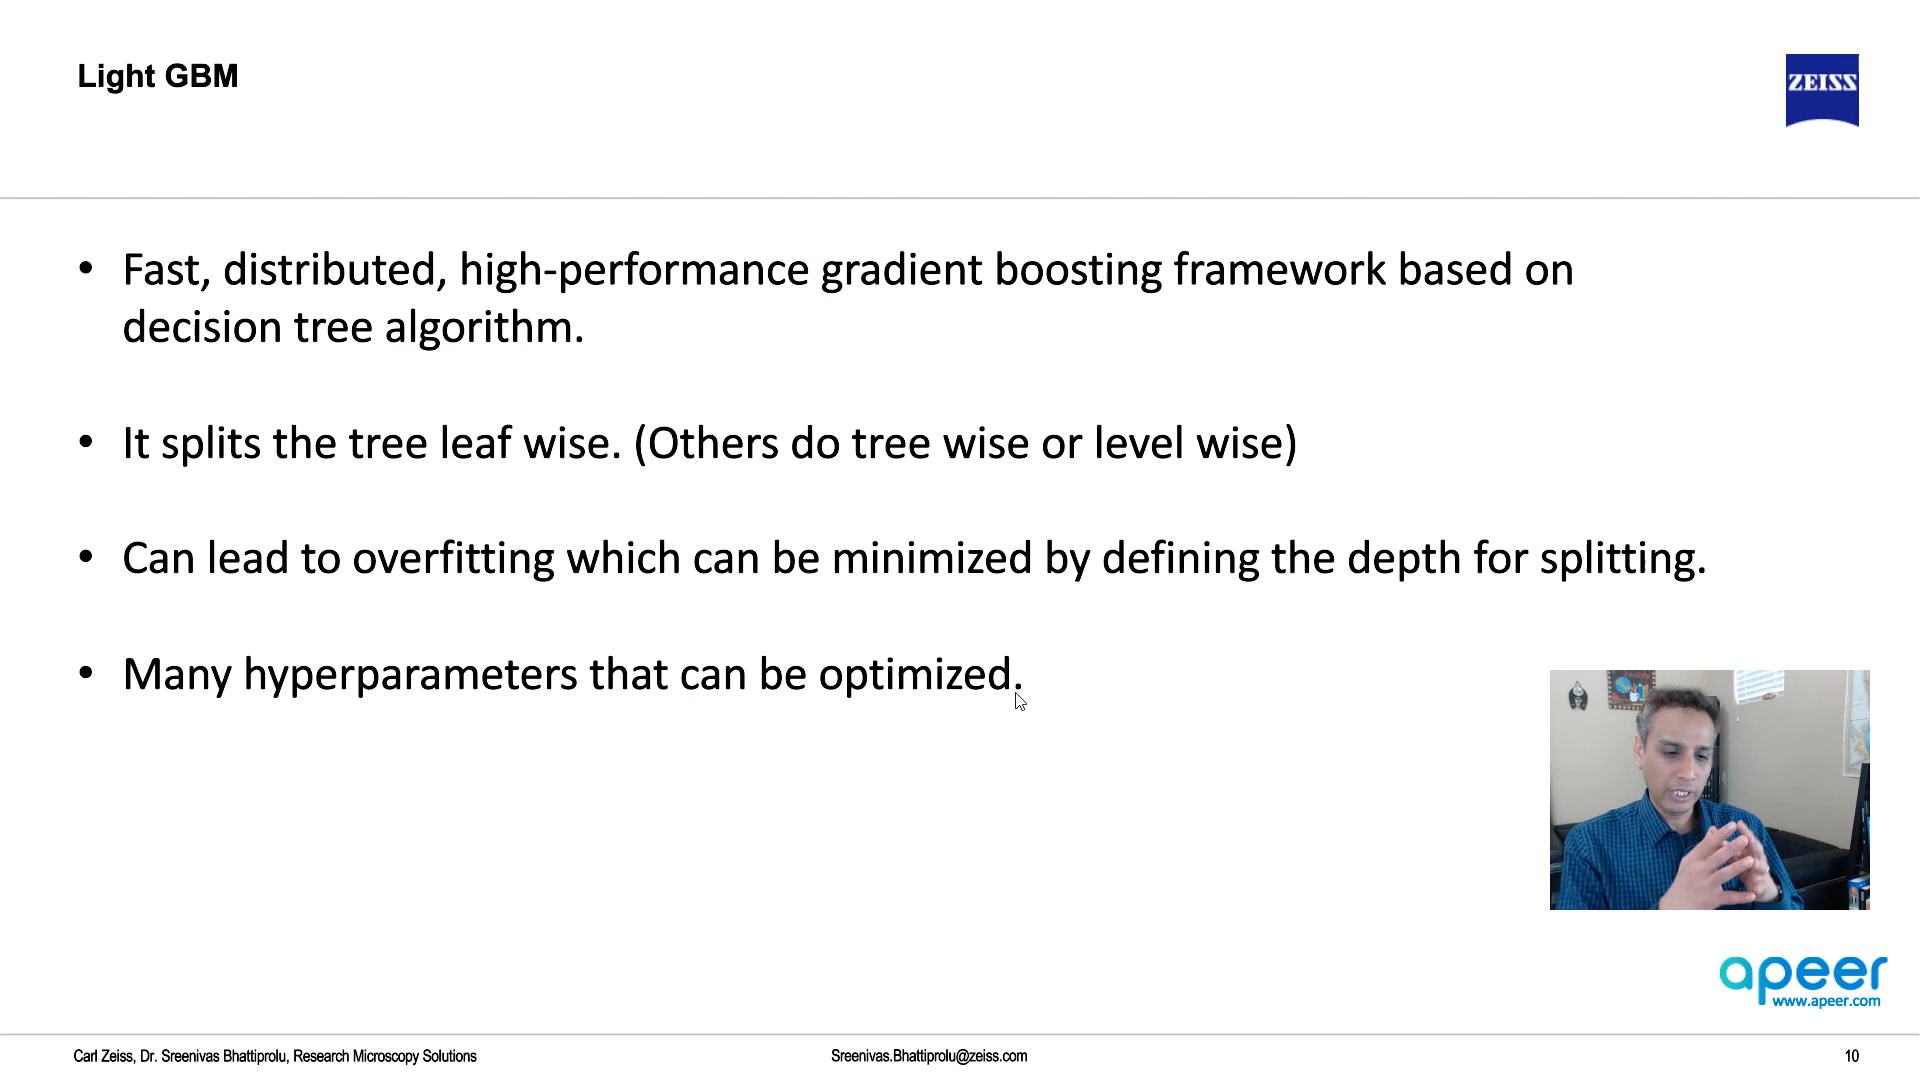 Light GBM
ZEISS
• Fast, distributed, high-performance gradient boosting framework based on
decision tree algorithm.
• It splits the tree leaf wise. (Others do tree wise or level wise)
• Can lead to overfitting which can be minimized by defining the depth for splitting.
• Many hyperparameters that can be optimized.
apeer
www.apeer.com
Carl Zeiss, Dr. Sreenivas Bhattiprolu, Research Microscopy Solutions
Sreenivas.Bhattiprolu@zeiss.com
10